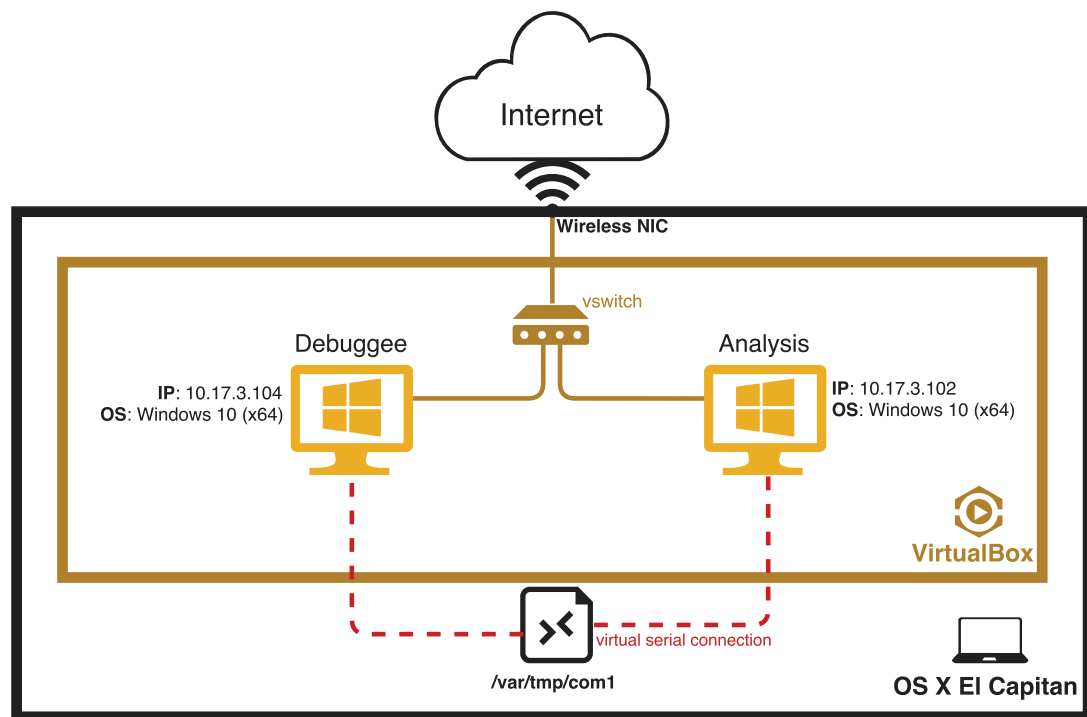 Internet
Wireless NIC
vswitch
Debuggee
IP: 10.17.3.104
OS: Windows 10 (x64)
Analysis
IP: 10.17.3.102
OS: Windows 10 (x64)
VirtualBox
virtual serial connection
/var/tmp/com1
OS X El Capitan